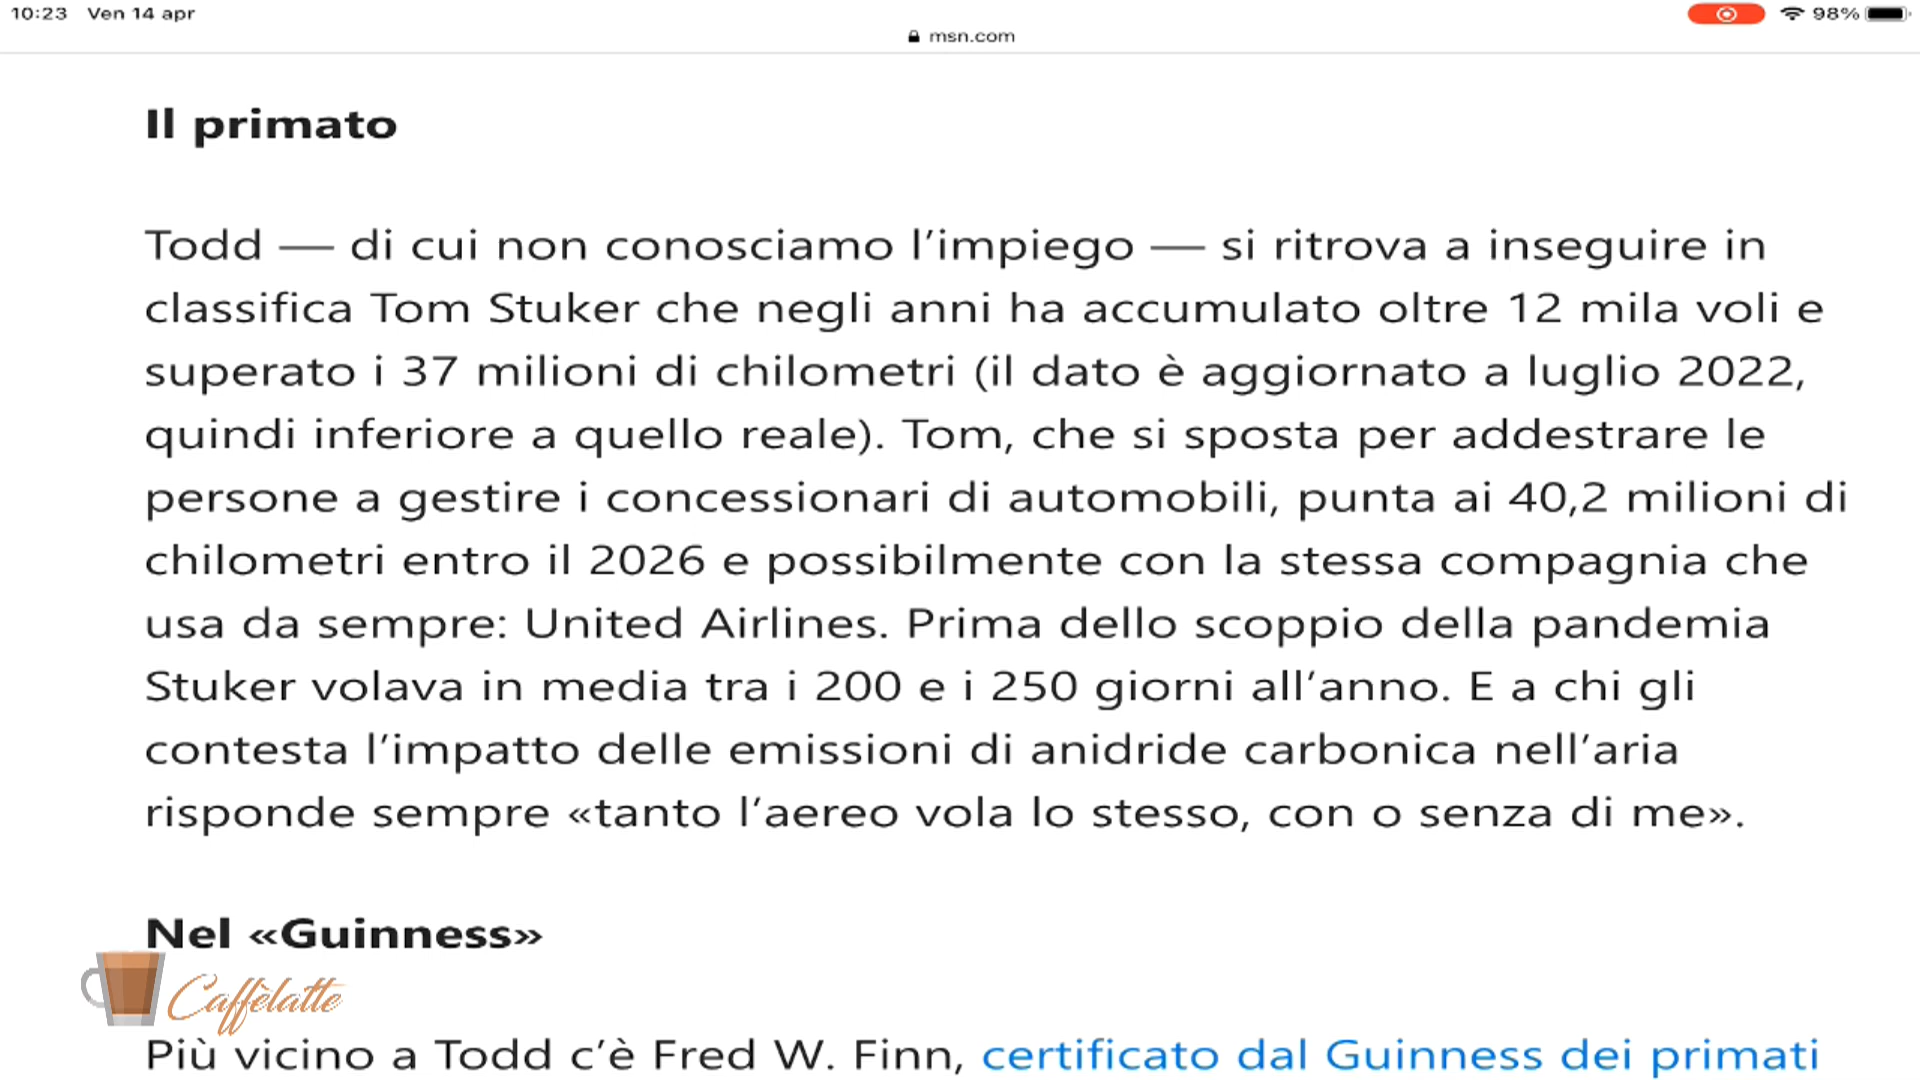 10:23 Ven 14 apr
98%
msn.com
Il primato
Todd — di cui non conosciamo l’impiego — si ritrova a inseguire in
classifica Tom Stuker che negli anni ha accumulato oltre 12 mila voli e
superato i 37 milioni di chilometri (il dato è aggiornato a luglio 2022,
quindi inferiore a quello reale). Tom, che si sposta per addestrare le
persone a gestire i concessionari di automobili, punta ai 40,2 milioni di
chilometri entro il 2026 e possibilmente con la stessa compagnia che
usa da sempre: United Airlines. Prima dello scoppio della pandemia
Stuker volava in media tra i 200 e i 250 giorni all’anno. E a chi gli
contesta l’impatto delle emissioni di anidride carbonica nell’aria
risponde sempre «tanto l’aereo vola lo stesso, con o senza di me».
Nel «Guinness»
Caffèlatte
Più vicino a Todd c’è Fred W. Finn, certificato dal Guinness dei primati